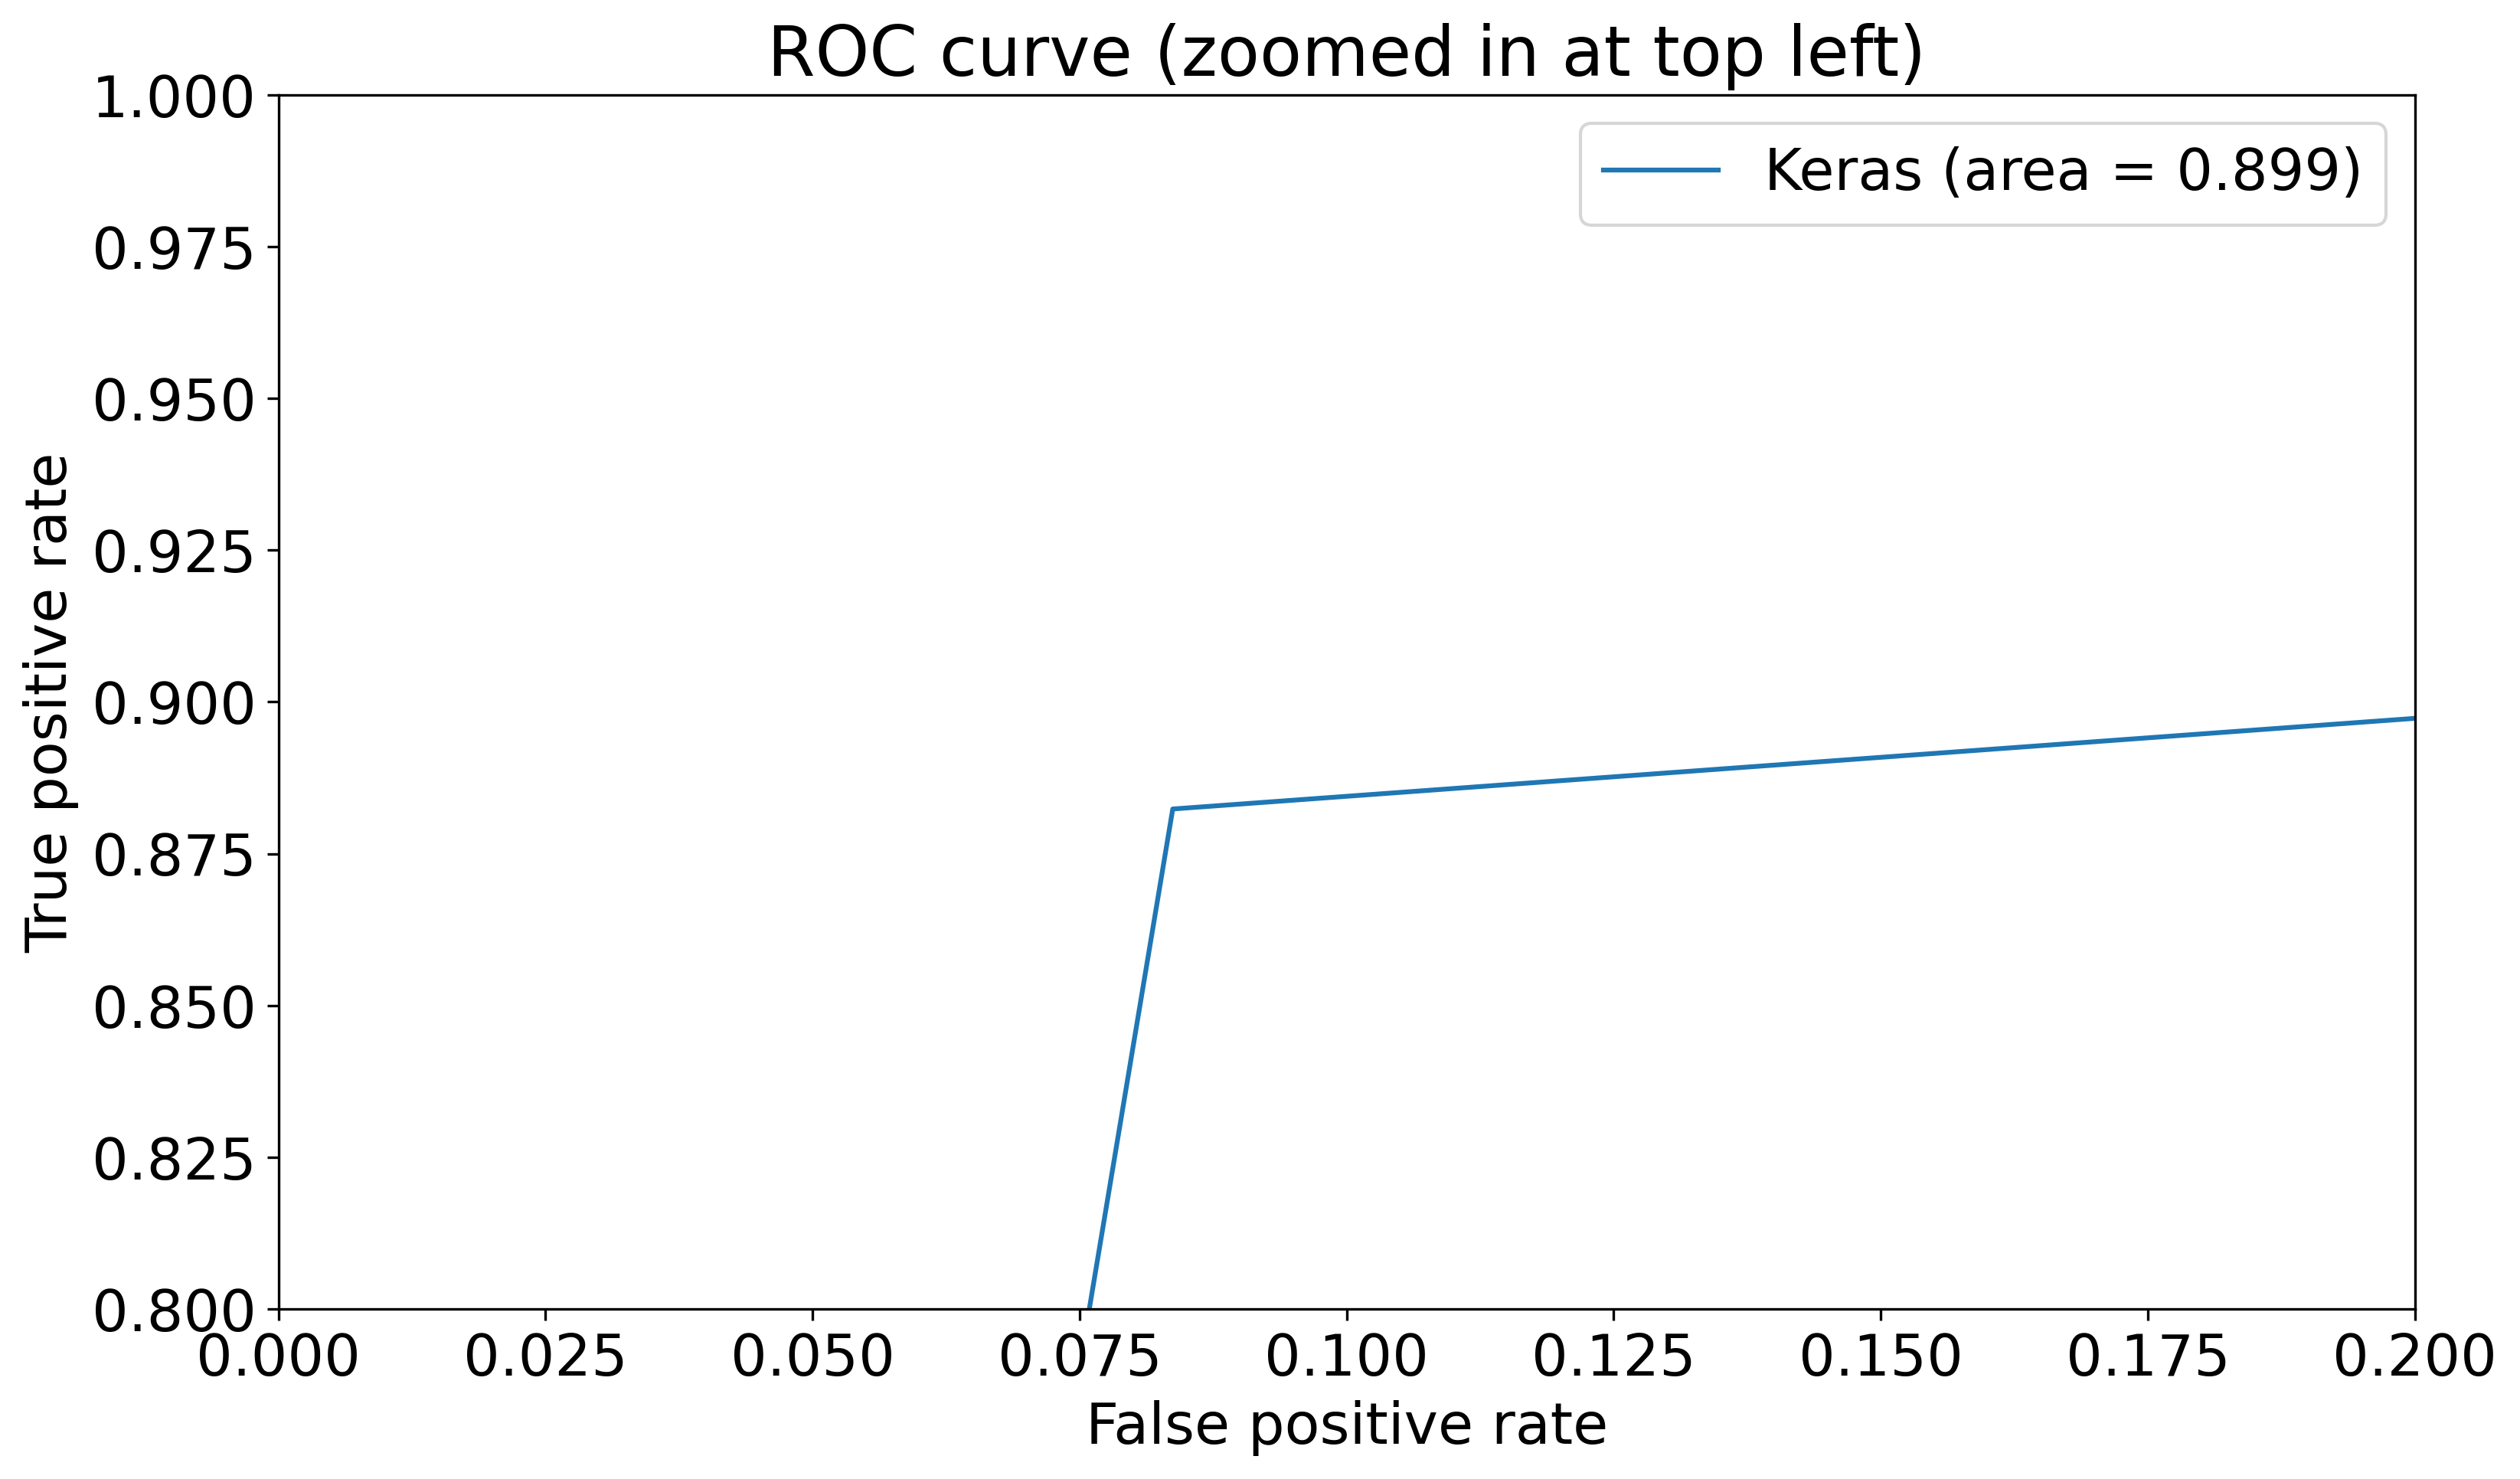 ROC curve (zoomed in at top left)
Keras (area = 0.899)
True positive rate
1.000
0.975
0.950
0.925
0.900
0.875
0.850
0.825
0.800
0.000 0.025 0.050 0.075 0.100 0.125 0.150 0.175 0.200
False positive rate